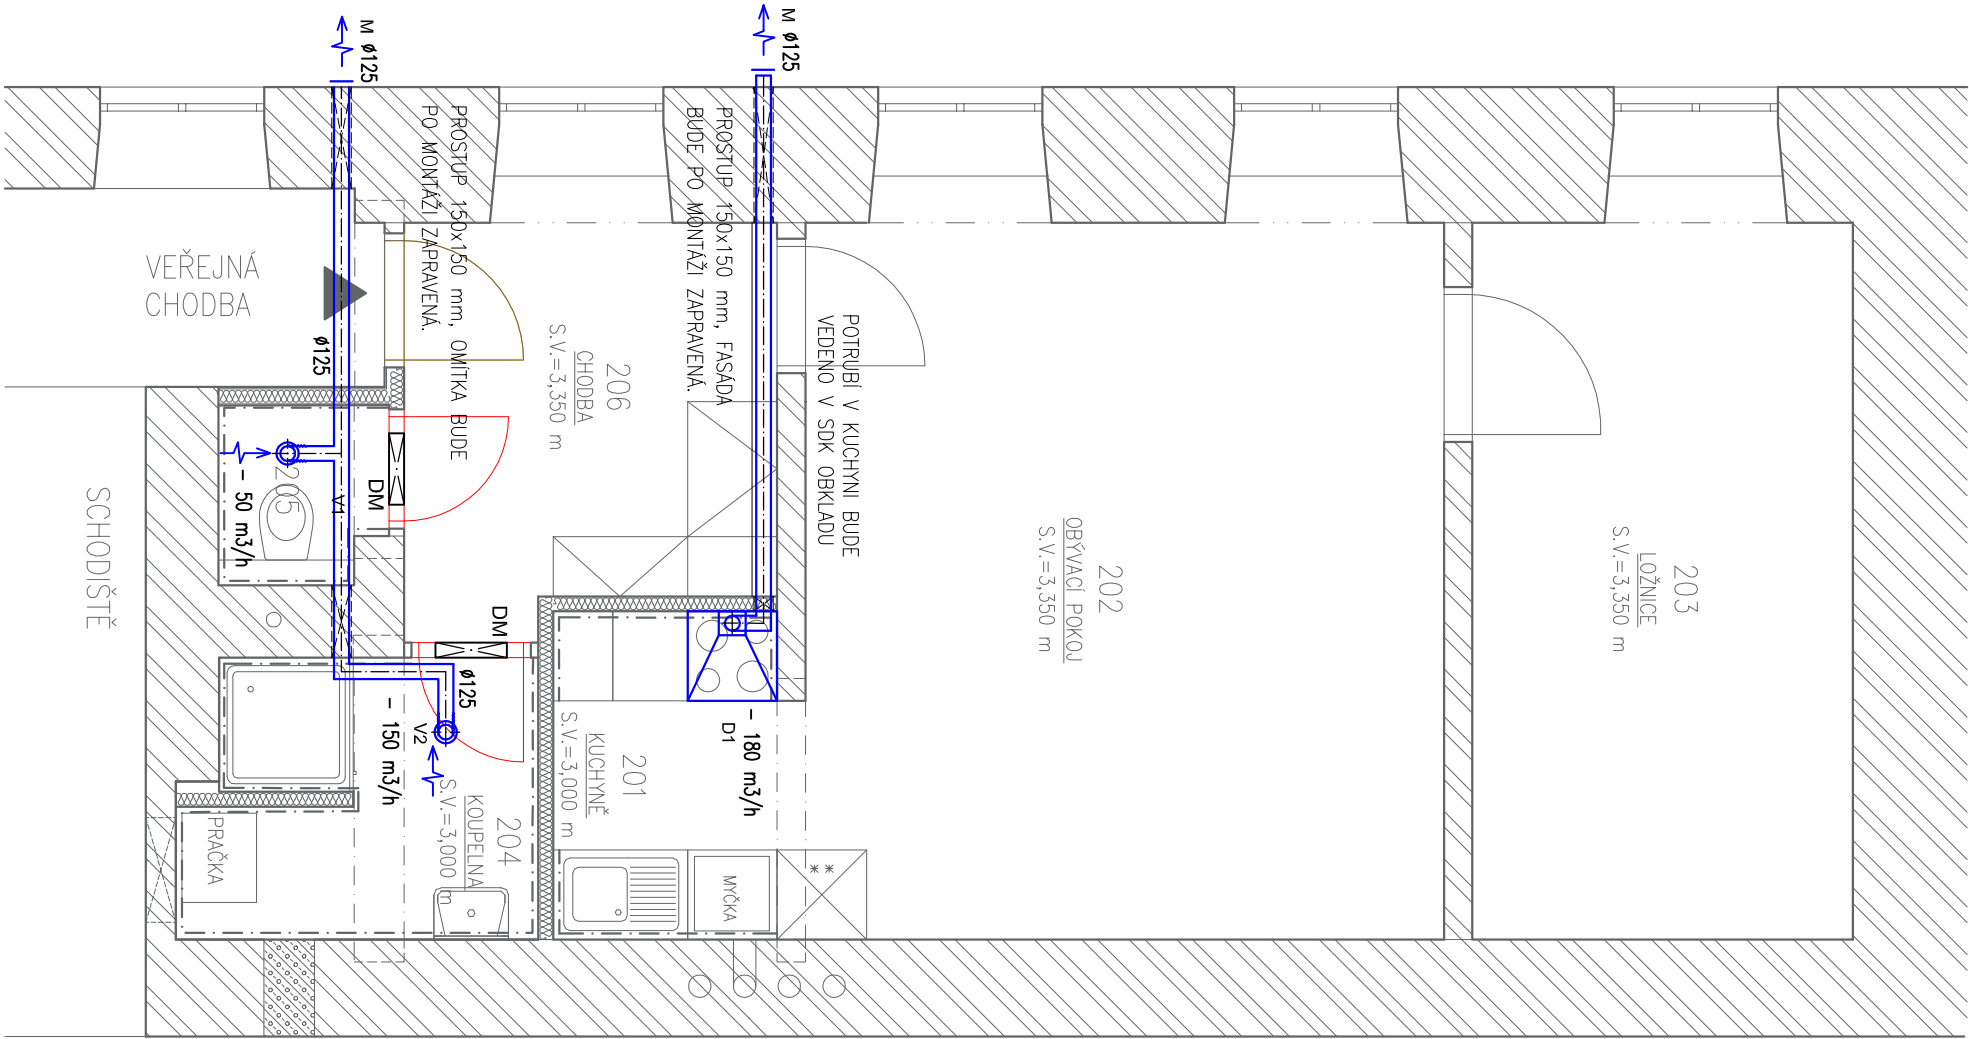 M ø125
M ø125
PROSTUP 150x150 mm, OMÍTKA BUDE
PO MONTÁŽI ZAPRAVENÁ.
PROSTUP 150x150 mm, FASÁDA
BUDE PO MONTÁŽI ZAPRAVENÁ.
VEŘEJNÁ
CHODBA
ø125
206
CHODBA
S.V.=3,350 m
POTRUBÍ V KUCHYNI BUDE
VEDENO V SDK OBKLADU
202
OBÝVACÍ POKOJ
S.V.=3,350 m
203
LOŽNICE
S.V.=3,350 m
SCHODIŠTĚ
205
- 50 m3/h
V1
DM
DM
ø125
V2
- 150 m3/h
204
KOUPELNA
S.V.=3,000 m
PRAČKA
201
KUCHYNĚ
S.V.=3,000 m
- 180 m3/h
D1
MYČKA
**